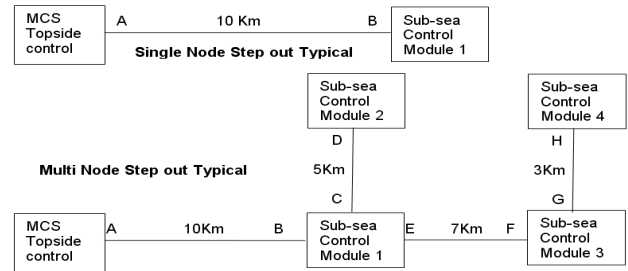 MCS
Topside
control
A
10 Km
B
Sub-sea
Control
Module 1
Single Node Step out Typical
Sub-sea
Control
Module 2
Sub-sea
Control
Module 4
D
H
Multi Node Step out Typical
5Km
3Km
C
G
MCS
Topside
control
A
10Km
B
Sub-sea
Control
Module 1
E
7Km
F
Sub-sea
Control
Module 3